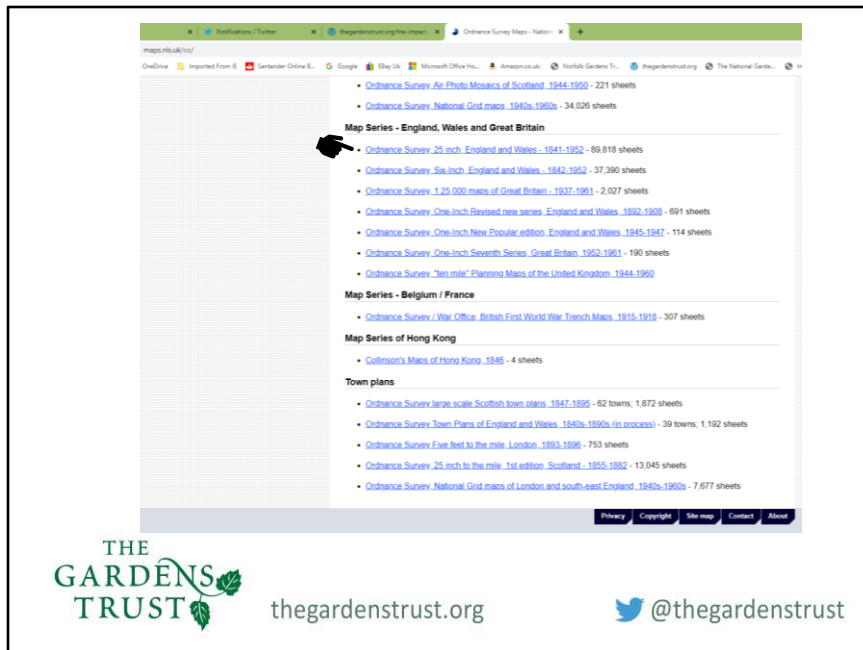 Notifications / Twitter
thegardenstrust.org/the-impact
Ordnance Survey Maps - Nation
maps.nls.uk/os/
OneDrive Imported From IE Santander Online B... Google EBay Uk Microsoft Office Ho... Amazon.co.uk: Norfolk Gardens Tr... thegardenstrust.org The National Garde...
Ordnance Survey, Air Photo Mosaics of Scotland, 1944-1950 - 221 sheets
Ordnance Survey, National Grid maps, 1940s-1960s - 34,026 sheets
Map Series - England, Wales and Great Britain
Ordnance Survey, 25 inch, England and Wales - 1841-1952 - 89,818 sheets
Ordnance Survey, Six-Inch, England and Wales - 1842-1952 - 37,390 sheets
Ordnance Survey, 1:25 000 maps of Great Britain - 1937-1961 - 2,027 sheets
Ordnance Survey, One-Inch Revised new series, England and Wales, 1892-1908 - 691 sheets
Ordnance Survey, One-Inch New Popular edition, England and Wales, 1945-1947 - 114 sheets
Ordnance Survey, One-Inch Seventh Series, Great Britain, 1952-1961 - 190 sheets
Ordnance Survey, "ten mile" Planning Maps of the United Kingdom, 1944-1960
Map Series - Belgium / France
Ordnance Survey / War Office, British First World War Trench Maps, 1915-1918 - 307 sheets
Map Series of Hong Kong
Collinson's Maps of Hong Kong, 1846 - 4 sheets
Town plans
Ordnance Survey large scale Scottish town plans, 1847-1895 - 62 towns; 1,872 sheets
Ordnance Survey Town Plans of England and Wales, 1840s-1890s (in process) - 39 towns; 1,192 sheets
Ordnance Survey Five feet to the mile, London, 1893-1896 - 753 sheets
Ordnance Survey, 25 inch to the mile, 1st edition, Scotland - 1855-1882 - 13,045 sheets
Ordnance Survey, National Grid maps of London and south-east England, 1940s-1960s - 7,677 sheets
Privacy Copyright Site map Contact About
THE
GARDENS
TRUST
thegardenstrust.org
@thegardenstrust